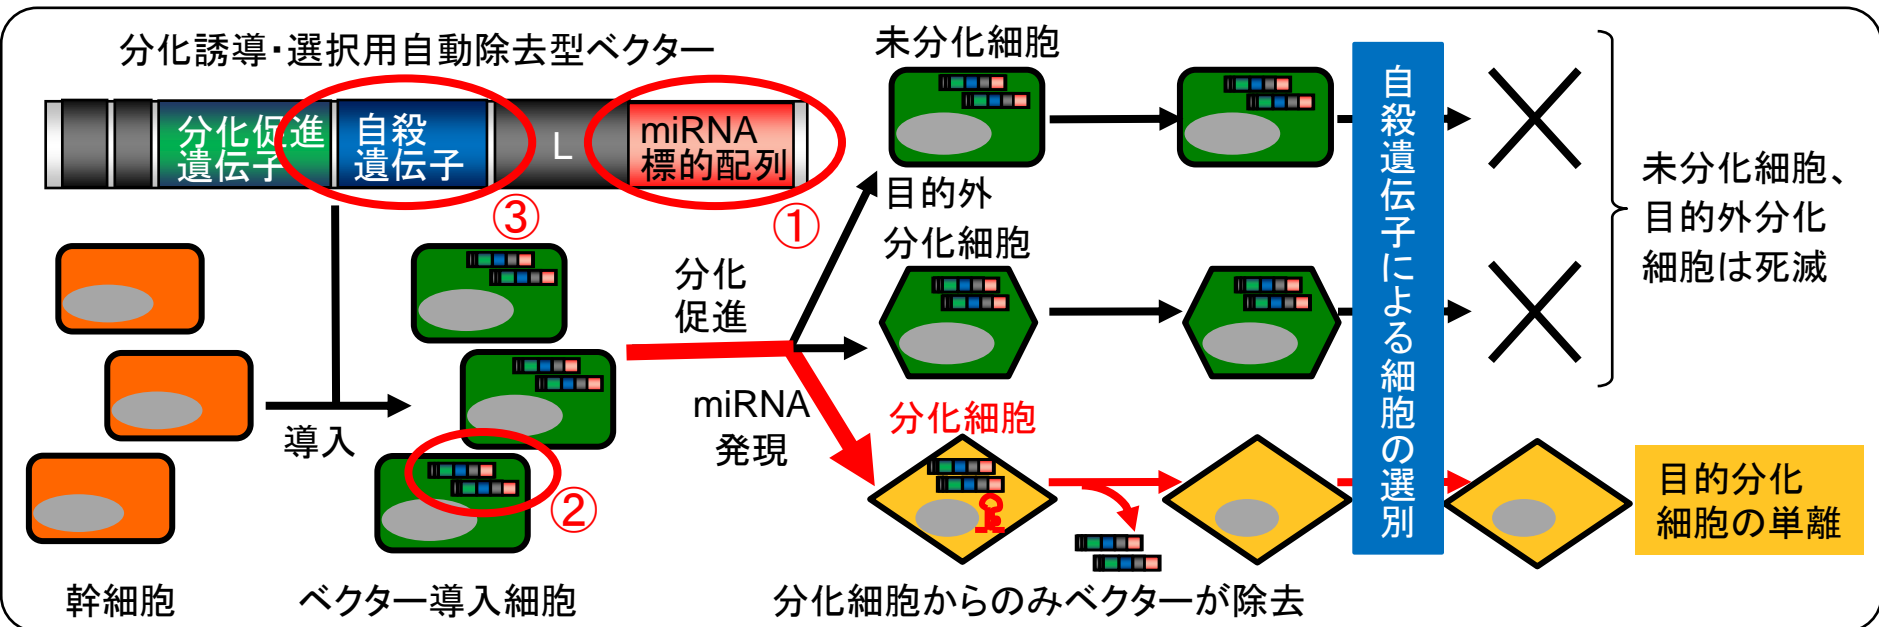 分化誘導・選択用自動除去型ベクター
分化促進
遺伝子
自殺
遺伝子
L
miRNA
標的配列
③
①
導入
②
幹細胞
ベクター導入細胞
分化
促進
miRNA
発現
未分化細胞
目的外
分化細胞
分化細胞
分化細胞からのみベクターが除去
自殺遺伝子による細胞の選別
未分化細胞、
目的外分化
細胞は死滅
目的分化
細胞の単離